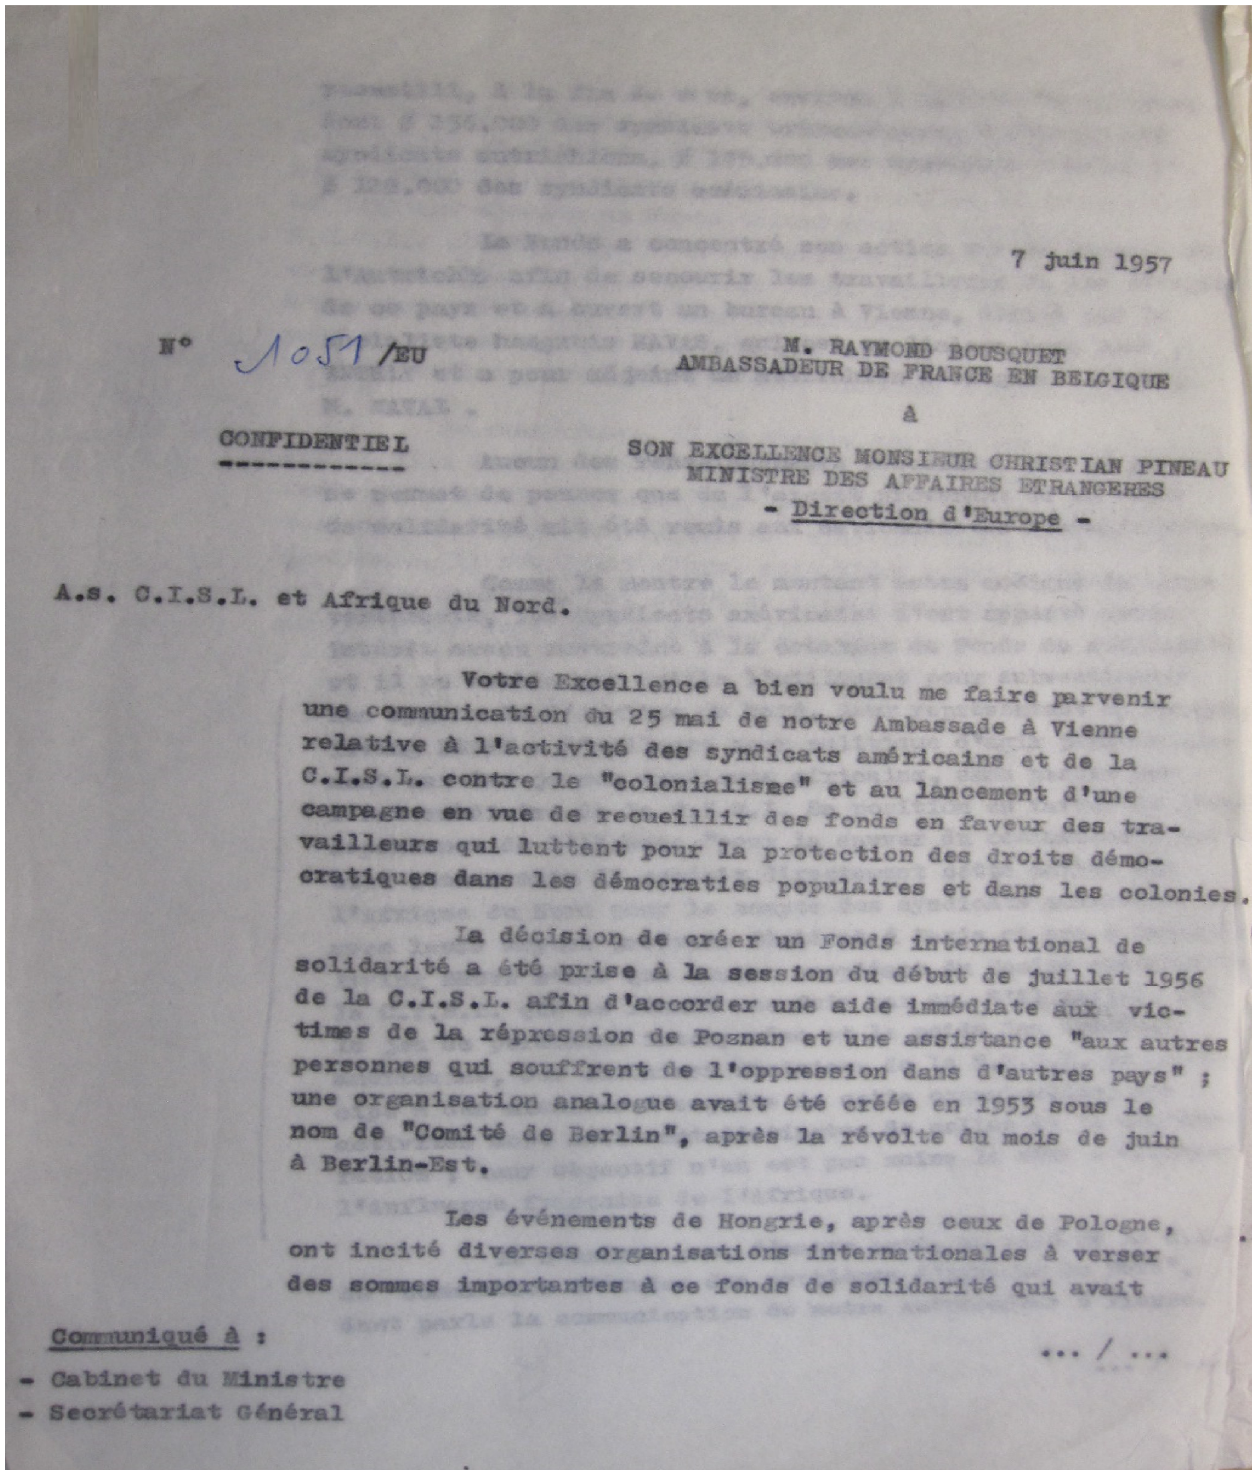 7 juin 1957
N° 1051 /EU
M. RAYMOND BOUSQUET
AMBASSADEUR DE FRANCE EN BELGIQUE
à
CONFIDENTIEL
SON EXCELLENCE MONSIEUR CHRISTIAN PINEAU
MINISTRE DES AFFAIRES ETRANGERES
- Direction d'Europe -
A.s. C.I.S.L. et Afrique du Nord.
Votre Excellence a bien voulu me faire parvenir
une communication du 25 mai de notre Ambassade à Vienne
relative à l'activité des syndicats américains et de la
C.I.S.L. contre le "colonialisme" et au lancement d'une
campagne en vue de recueillir des fonds en faveur des tra-
vailleurs qui luttent pour la protection des droits démo-
cratiques dans les démocraties populaires et dans les colonies.
La décision de créer un Fonds international de
solidarité a été prise à la session du début de juillet 1956
de la C.I.S.L. afin d'accorder une aide immédiate aux vic-
times de la répression de Poznan et une assistance "aux autres
personnes qui souffrent de l'oppression dans d'autres pays" ;
une organisation analogue avait été créée en 1953 sous le
nom de "Comité de Berlin", après la révolte du mois de juin
à Berlin-Est.
Les événements de Hongrie, après ceux de Pologne,
ont incité diverses organisations internationales à verser
des sommes importantes à ce fonds de solidarité qui avait
... / ...
Communiqué à :
- Cabinet du Ministre
- Secrétariat Général